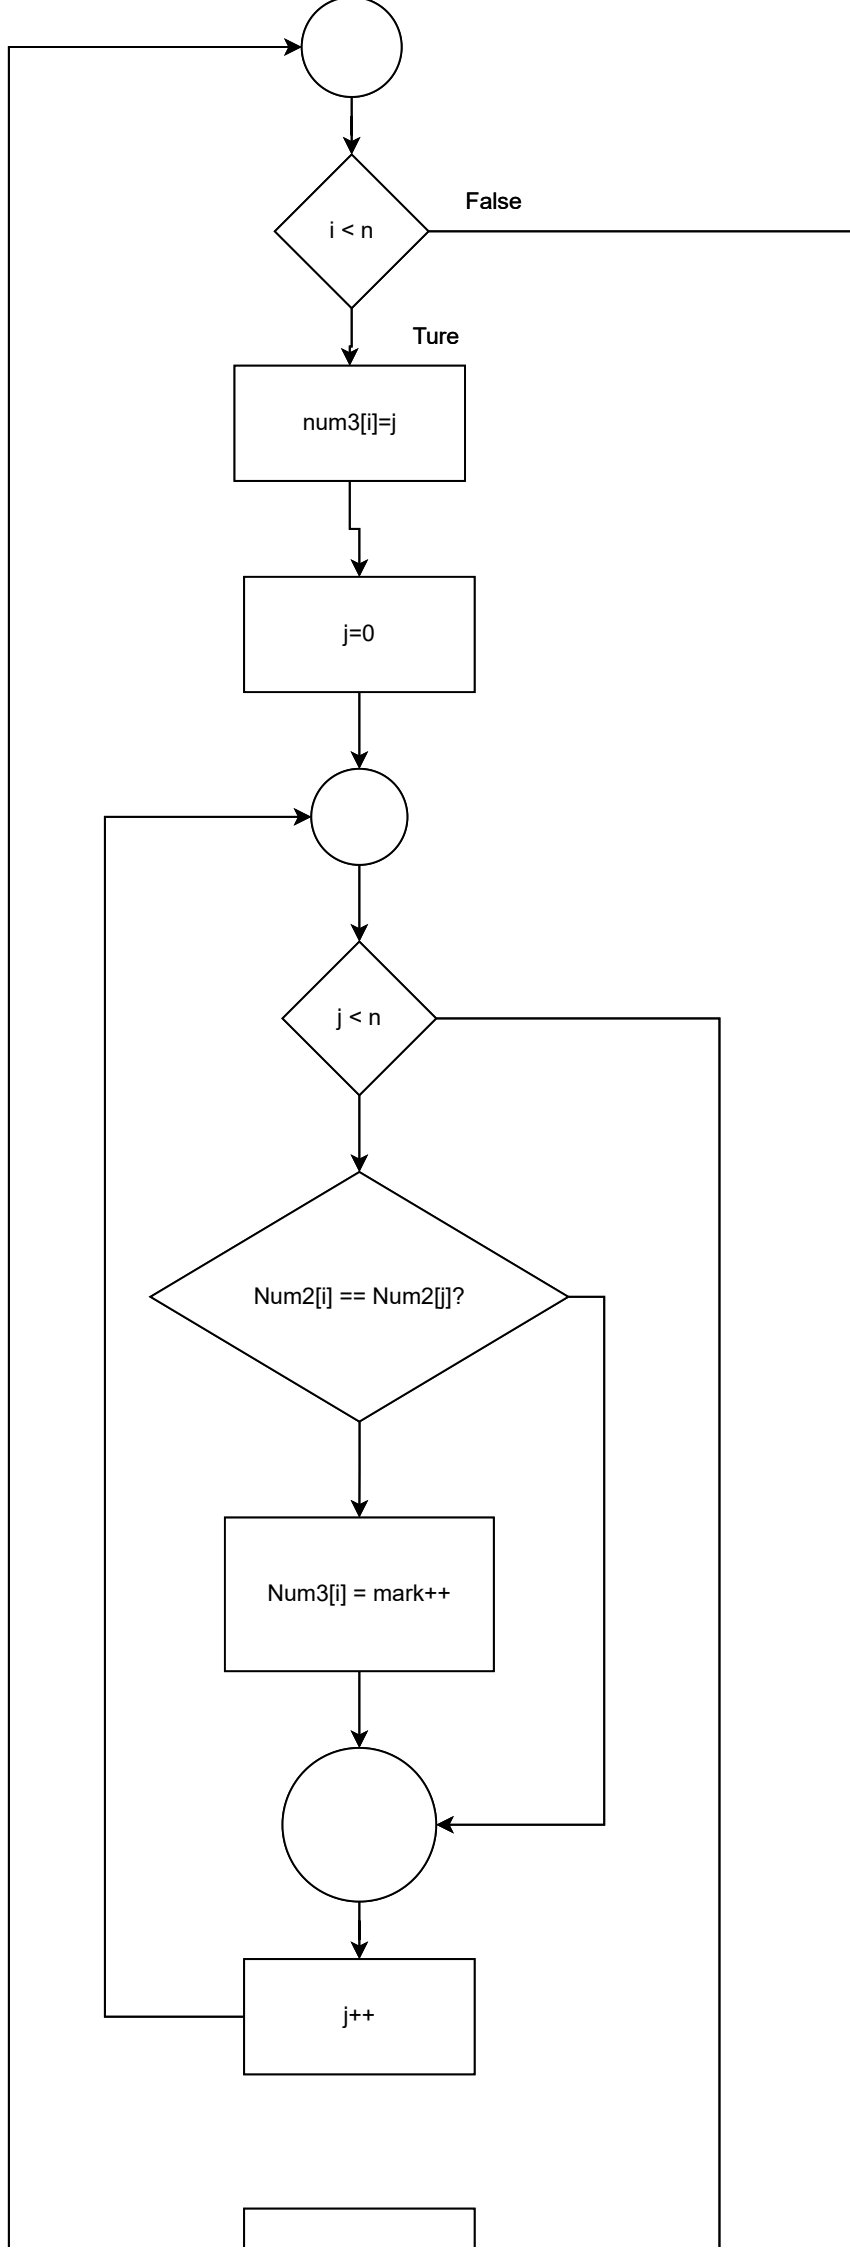 i < n
False
Ture
num3[i]=j
j=0
j < n
Num2[i] == Num2[j]?
Num3[i] = mark++
j++